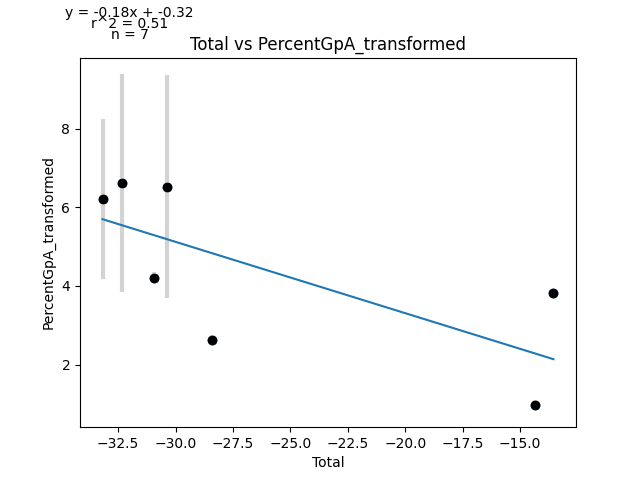 y = -0.18x + -0.32
r^2 = 0.51
n = 7
Total vs PercentGpA_transformed
PercentGpA_transformed
8
6
4
2
−32.5 −30.0 −27.5 −25.0 −22.5 −20.0 −17.5 −15.0
Total